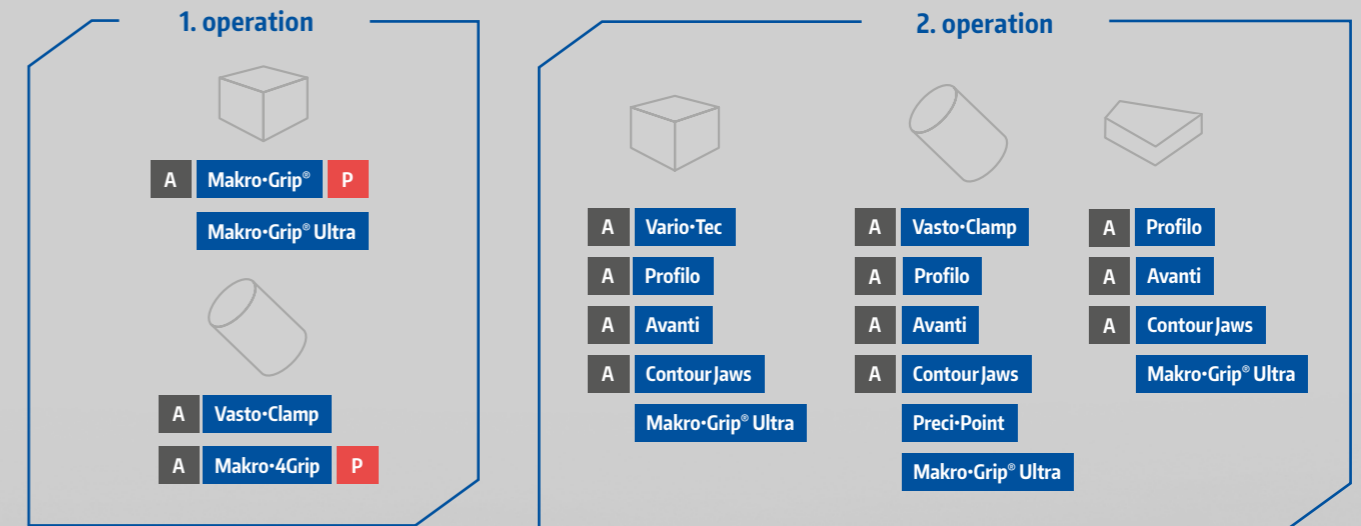 1. operation
A Makro•Grip® P
Makro•Grip® Ultra
A Vasto•Clamp
A Makro•4Grip P
2. operation
A Vario•Tec
A Profilo
A Avanti
A Contour Jaws
Makro•Grip® Ultra
A Vasto•Clamp
A Profilo
A Avanti
A Contour Jaws
Preci•Point
Makro•Grip® Ultra
A Profilo
A Avanti
A Contour Jaws
Makro•Grip® Ultra